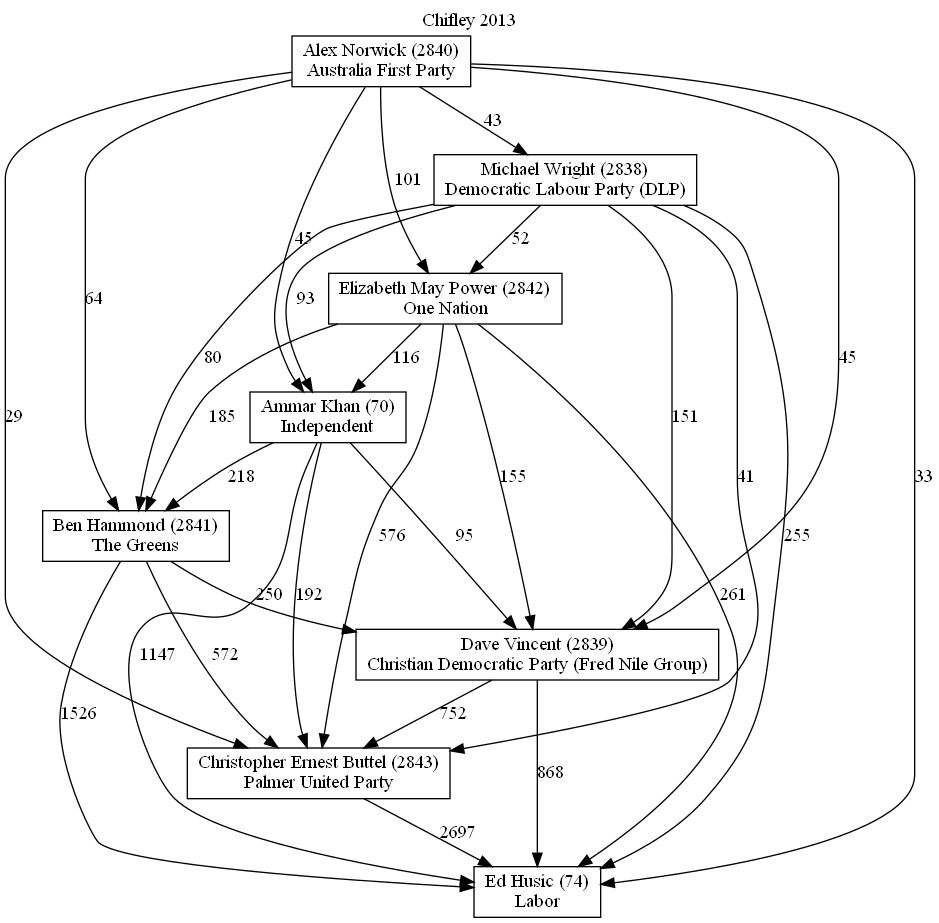 Chifley 2013
Alex Norwick (2840)
Australia First Party
43
Michael Wright (2838)
Democratic Labour Party (DLP)
101
45
52
Elizabeth May Power (2842)
One Nation
64
93
80
116
45
Ammar Khan (70)
Independent
29
185
151
218
155
41
33
Ben Hammond (2841)
The Greens
576
95
255
250
192
261
Dave Vincent (2839)
Christian Democratic Party (Fred Nile Group)
1147
572
1526
752
Christopher Ernest Buttel (2843)
Palmer United Party
868
2697
Ed Husic (74)
Labor